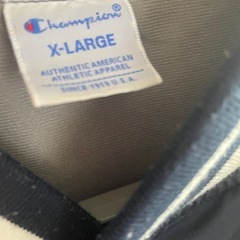 Champion
X-LARGE
AUTHENTIC AMERICAN
ATHLETIC APPAREL
SINCE 1919 U.S.A.